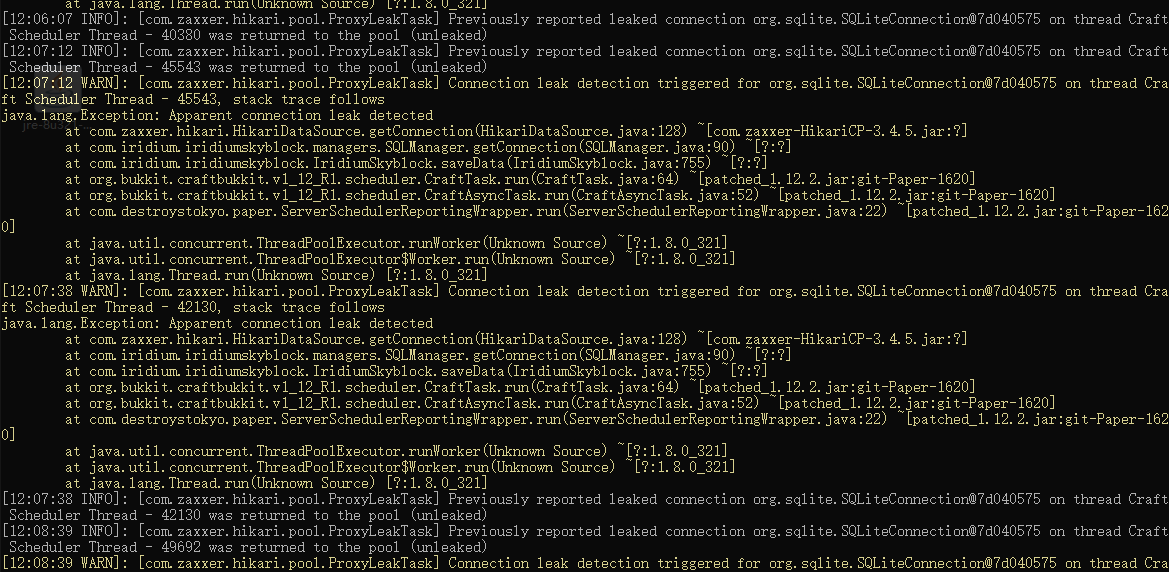 at java.lang.Thread.run(Unknown Source) [?:1.8.0_321]
[12:06:07 INFO]: [com.zaxxer.hikari.pool.ProxyLeakTask] Previously reported leaked connection org.sqlite.SQLiteConnection@7d040575 on thread Craft
Scheduler Thread - 40380 was returned to the pool (unleaked)
[12:07:12 INFO]: [com.zaxxer.hikari.pool.ProxyLeakTask] Previously reported leaked connection org.sqlite.SQLiteConnection@7d040575 on thread Craft
Scheduler Thread - 45543 was returned to the pool (unleaked)
[12:07:12 WARN]: [com.zaxxer.hikari.pool.ProxyLeakTask] Connection leak detection triggered for org.sqlite.SQLiteConnection@7d040575 on thread Cra
ft Scheduler Thread - 45543, stack trace follows
java.lang.Exception: Apparent connection leak detected
at com.zaxxer.hikari.HikariDataSource.getConnection(HikariDataSource.java:128) ~[com.zaxxer-HikariCP-3.4.5.jar:?]
at com.iridium.iridiumskyblock.managers.SQLManager.getConnection(SQLManager.java:90) ~[?:?]
at com.iridium.iridiumskyblock.IridiumSkyblock.saveData(IridiumSkyblock.java:755) ~[?:?]
at org.bukkit.craftbukkit.v1_12_R1.scheduler.CraftTask.run(CraftTask.java:64) ~[patched_1.12.2.jar:git-Paper-1620]
at org.bukkit.craftbukkit.v1_12_R1.scheduler.CraftAsyncTask.run(CraftAsyncTask.java:52) ~[patched_1.12.2.jar:git-Paper-1620]
at com.destroystokyo.paper.ServerSchedulerReportingWrapper.run(ServerSchedulerReportingWrapper.java:22) ~[patched_1.12.2.jar:git-Paper-162
0]
at java.util.concurrent.ThreadPoolExecutor.runWorker(Unknown Source) ~[?:1.8.0_321]
at java.util.concurrent.ThreadPoolExecutor$Worker.run(Unknown Source) ~[?:1.8.0_321]
at java.lang.Thread.run(Unknown Source) [?:1.8.0_321]
[12:07:38 WARN]: [com.zaxxer.hikari.pool.ProxyLeakTask] Connection leak detection triggered for org.sqlite.SQLiteConnection@7d040575 on thread Cra
ft Scheduler Thread - 42130, stack trace follows
java.lang.Exception: Apparent connection leak detected
at com.zaxxer.hikari.HikariDataSource.getConnection(HikariDataSource.java:128) ~[com.zaxxer-HikariCP-3.4.5.jar:?]
at com.iridium.iridiumskyblock.managers.SQLManager.getConnection(SQLManager.java:90) ~[?:?]
at com.iridium.iridiumskyblock.IridiumSkyblock.saveData(IridiumSkyblock.java:755) ~[?:?]
at org.bukkit.craftbukkit.v1_12_R1.scheduler.CraftTask.run(CraftTask.java:64) ~[patched_1.12.2.jar:git-Paper-1620]
at org.bukkit.craftbukkit.v1_12_R1.scheduler.CraftAsyncTask.run(CraftAsyncTask.java:52) ~[patched_1.12.2.jar:git-Paper-1620]
at com.destroystokyo.paper.ServerSchedulerReportingWrapper.run(ServerSchedulerReportingWrapper.java:22) ~[patched_1.12.2.jar:git-Paper-162
0]
at java.util.concurrent.ThreadPoolExecutor.runWorker(Unknown Source) ~[?:1.8.0_321]
at java.util.concurrent.ThreadPoolExecutor$Worker.run(Unknown Source) ~[?:1.8.0_321]
at java.lang.Thread.run(Unknown Source) [?:1.8.0_321]
[12:07:38 INFO]: [com.zaxxer.hikari.pool.ProxyLeakTask] Previously reported leaked connection org.sqlite.SQLiteConnection@7d040575 on thread Craft
Scheduler Thread - 42130 was returned to the pool (unleaked)
[12:08:39 INFO]: [com.zaxxer.hikari.pool.ProxyLeakTask] Previously reported leaked connection org.sqlite.SQLiteConnection@7d040575 on thread Craft
Scheduler Thread - 49692 was returned to the pool (unleaked)
[12:08:39 WARN]: [com.zaxxer.hikari.pool.ProxyLeakTask] Connection leak detection triggered for org.sqlite.SQLiteConnection@7d040575 on thread Cra